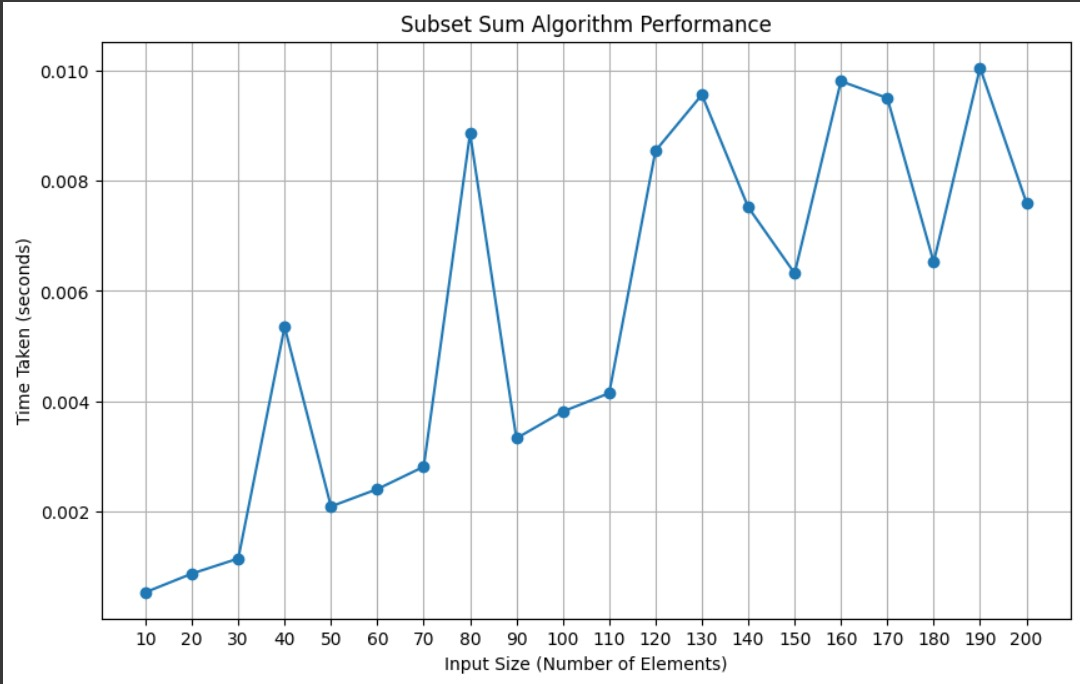 Subset Sum Algorithm Performance
Time Taken (seconds)
0.010
0.008
0.006
0.004
0.002
10 20 30 40 50 60 70 80 90 100 110 120 130 140 150 160 170 180 190 200
Input Size (Number of Elements)